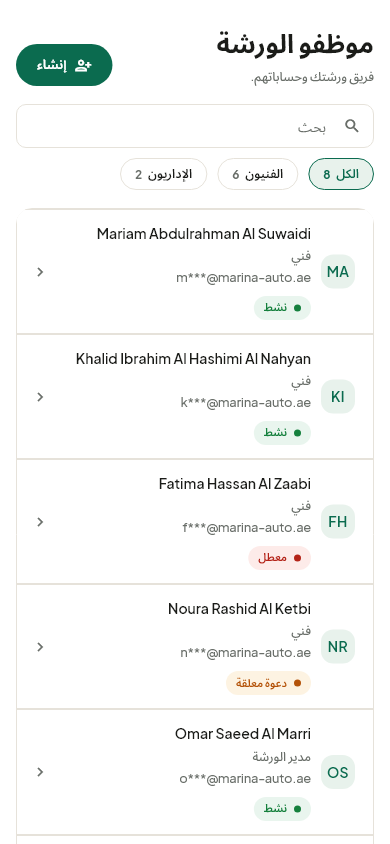 موظفو الورشة
فريق ورشتك وحساباتهم.
إنشاء
بحث
الكل 8
الفنيون 6
الإداريون 2
Mariam Abdulrahman Al Suwaidi
MA
فني
m***@marina-auto.ae
نشط
Khalid Ibrahim Al Hashimi Al Nahyan
KI
فني
k***@marina-auto.ae
نشط
Fatima Hassan Al Zaabi
FH
فني
f***@marina-auto.ae
معطل
Noura Rashid Al Ketbi
NR
فني
n***@marina-auto.ae
دعوة معلقة
Omar Saeed Al Marri
OS
مدير الورشة
o***@marina-auto.ae
نشط